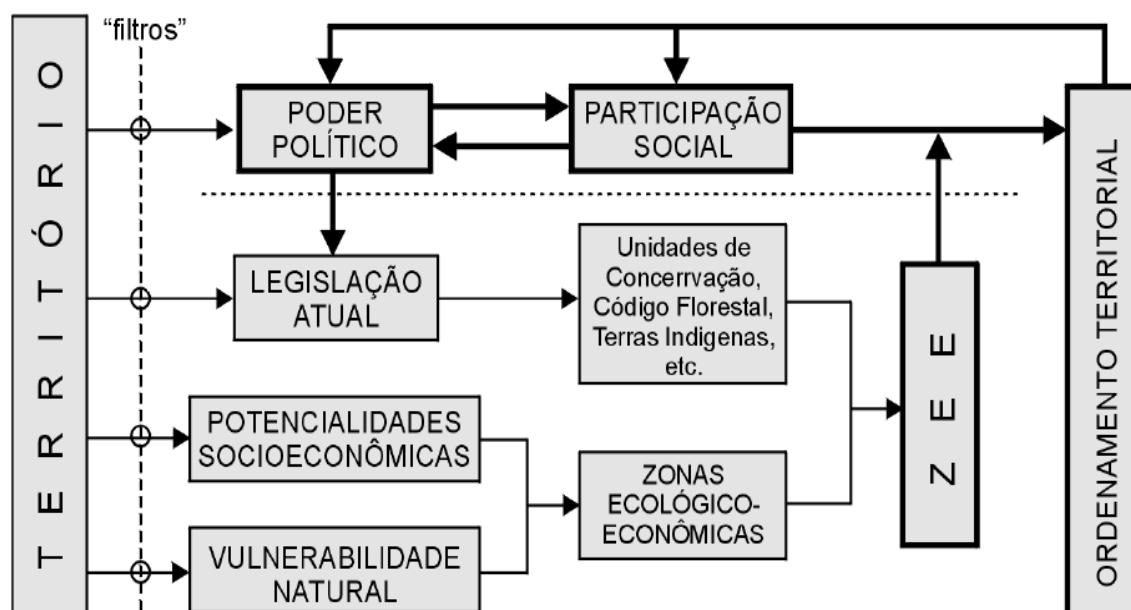 “filtros”
TERRITÓRIO
PODER
POLÍTICO
PARTICIPAÇÃO
SOCIAL
LEGISLAÇÃO
ATUAL
Unidades de
Concerrvação,
Código Florestal,
Terras Indigenas,
etc.
POTENCIALIDADES
SOCIOECONÔMICAS
VULNERABILIDADE
NATURAL
ZONAS
ECOLÓGICO-
ECONÔMICAS
ZEE
ORDENAMENTO TERRITORIAL